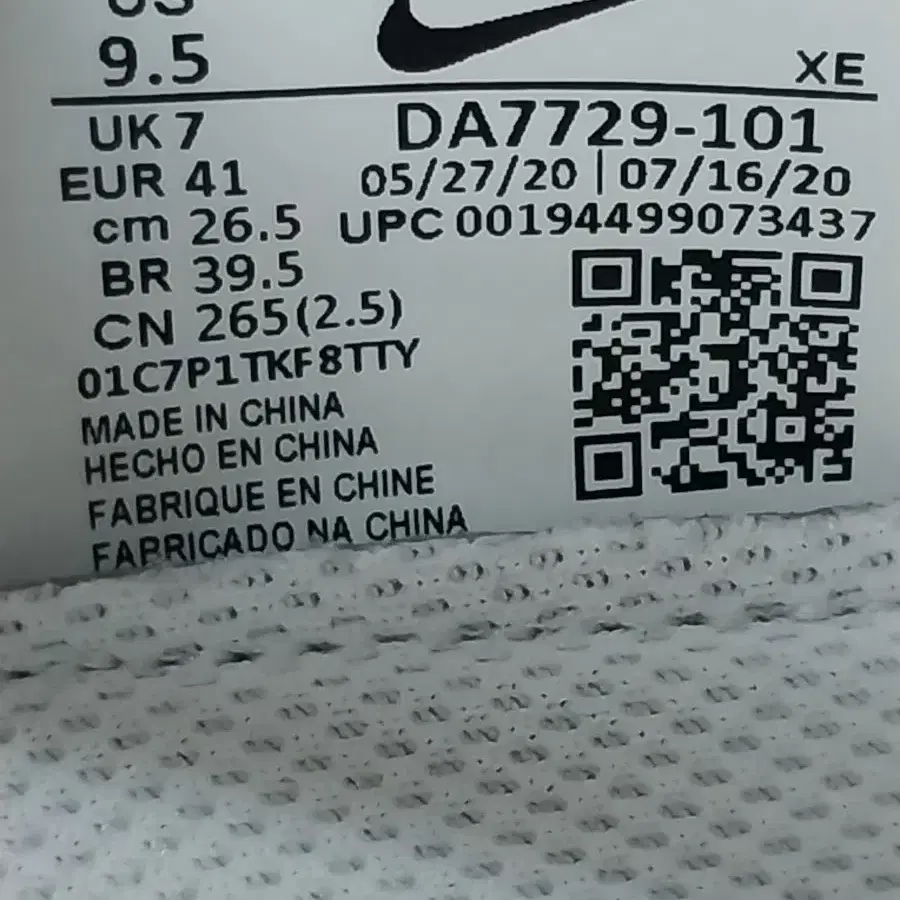 US
9.5
XE
UK 7
DA7729-101
EUR 41
05/27/20 | 07/16/20
cm 26.5
UPC 00194499073437
BR 39.5
CN 265(2.5)
01C7P1TKF8TTY
MADE IN CHINA
HECHO EN CHINA
FABRIQUE EN CHINE
FABRICADO NA CHINA